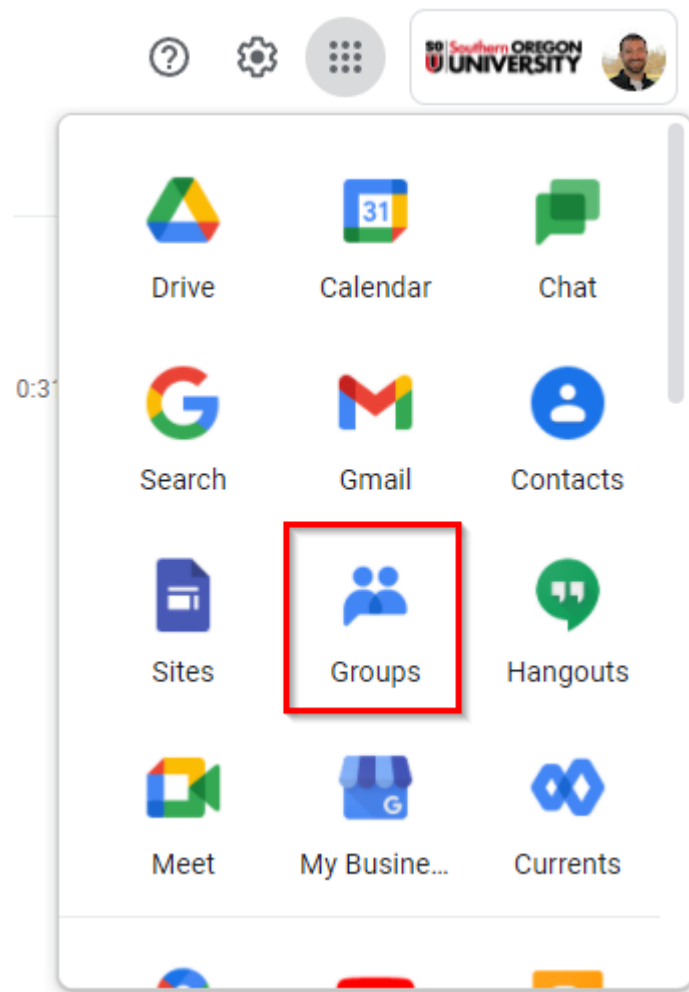 SO Southern OREGON
U UNIVERSITY
31
Drive Calendar Chat
0:31
Search Gmail Contacts
Sites Groups Hangouts
G
Meet My Busine... Currents